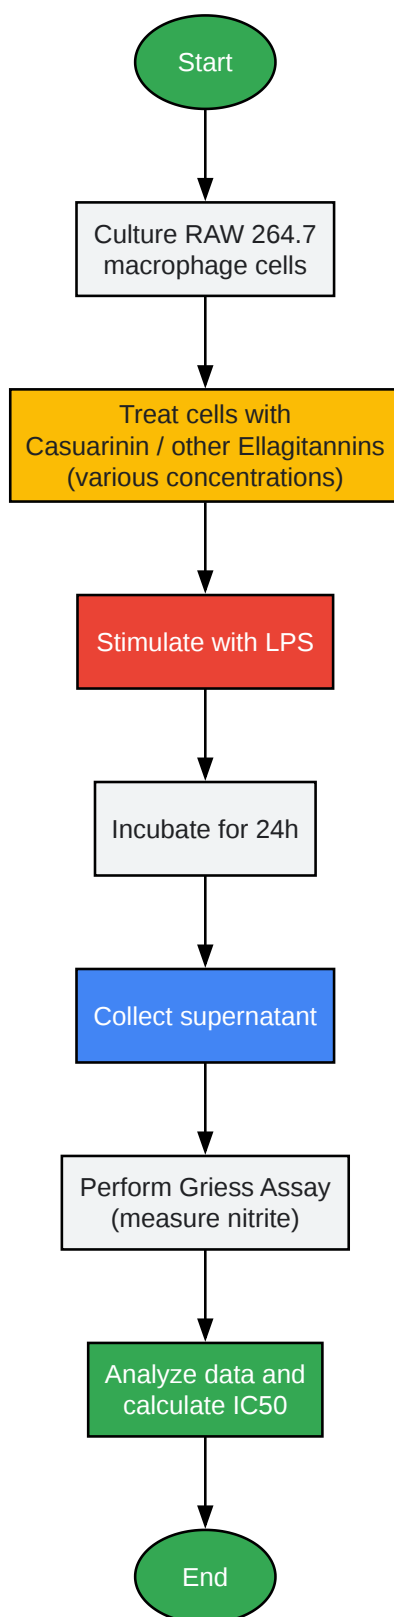 Start
Culture RAW 264.7
macrophage cells
Treat cells with
Casuarinin / other Ellagitannins
(various concentrations)
Stimulate with LPS
Incubate for 24h
Collect supernatant
Perform Griess Assay
(measure nitrite)
Analyze data and
calculate IC50
End